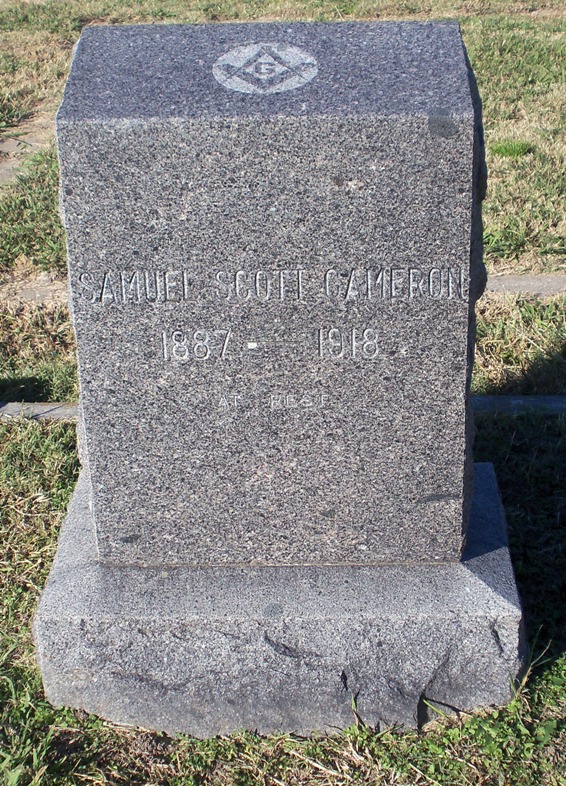 G
SAMUEL SCOTT CAMERON
1887 - 1918
AT REST